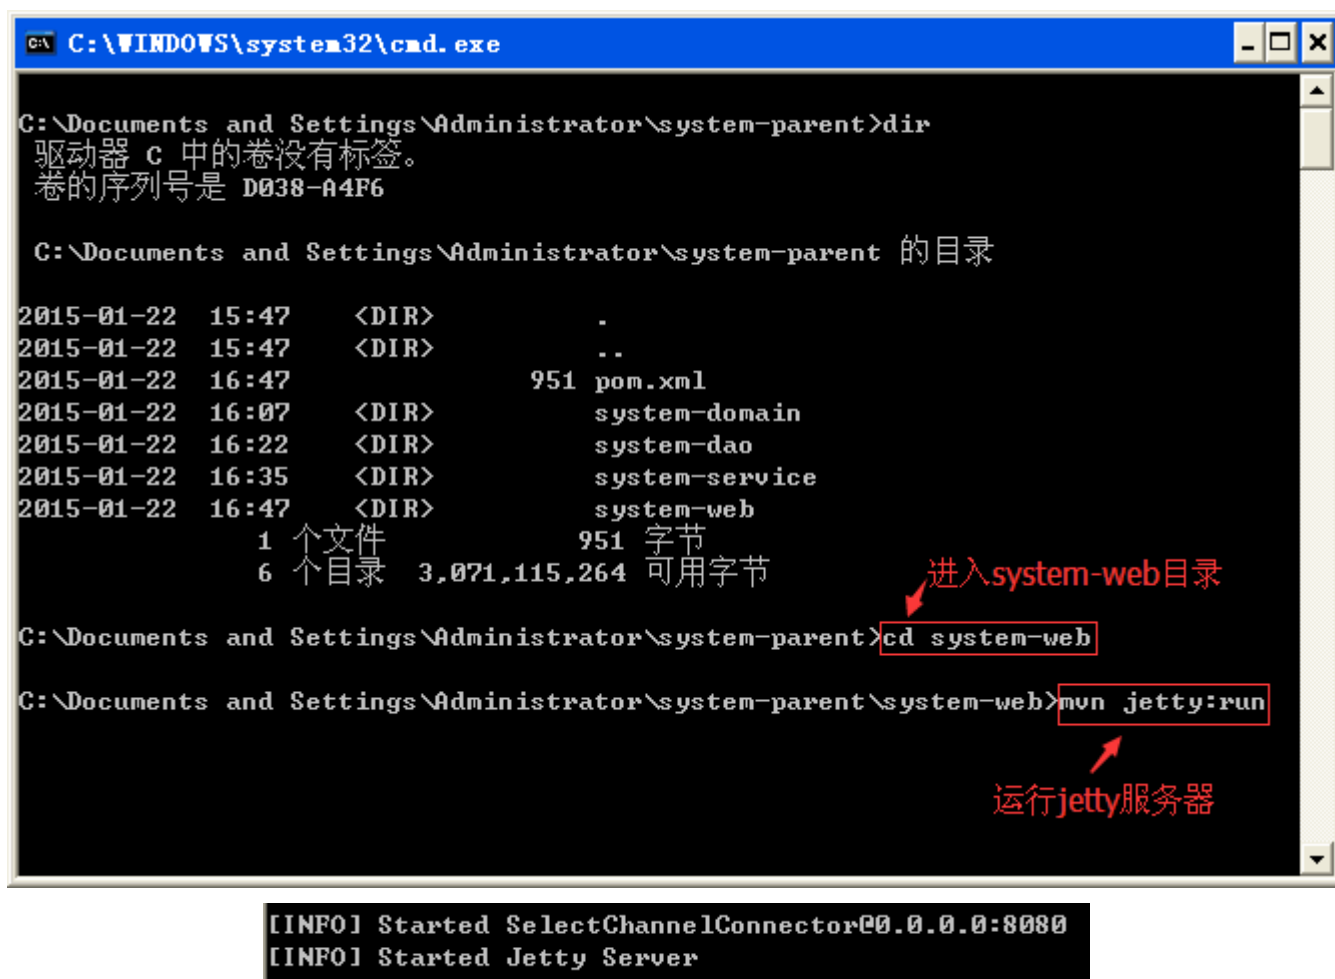 C:\WINDOWS\system32\cmd.exe
C:\Documents and Settings\Administrator\system-parent>dir
驱动器 C 中的卷没有标签。
卷的序列号是 D038-A4F6
C:\Documents and Settings\Administrator\system-parent 的目录
2015-01-22 15:47 <DIR> .
2015-01-22 15:47 <DIR> ..
2015-01-22 16:47 951 pom.xml
2015-01-22 16:07 <DIR> system-domain
2015-01-22 16:22 <DIR> system-dao
2015-01-22 16:35 <DIR> system-service
2015-01-22 16:47 <DIR> system-web
1 个文件 951 字节
6 个目录 3,071,115,264 可用字节
进入system-web目录
C:\Documents and Settings\Administrator\system-parent>cd system-web
C:\Documents and Settings\Administrator\system-parent\system-web>mvn jetty:run
运行jetty服务器
[INFO] Started SelectChannelConnector@0.0.0.0:8080
[INFO] Started Jetty Server